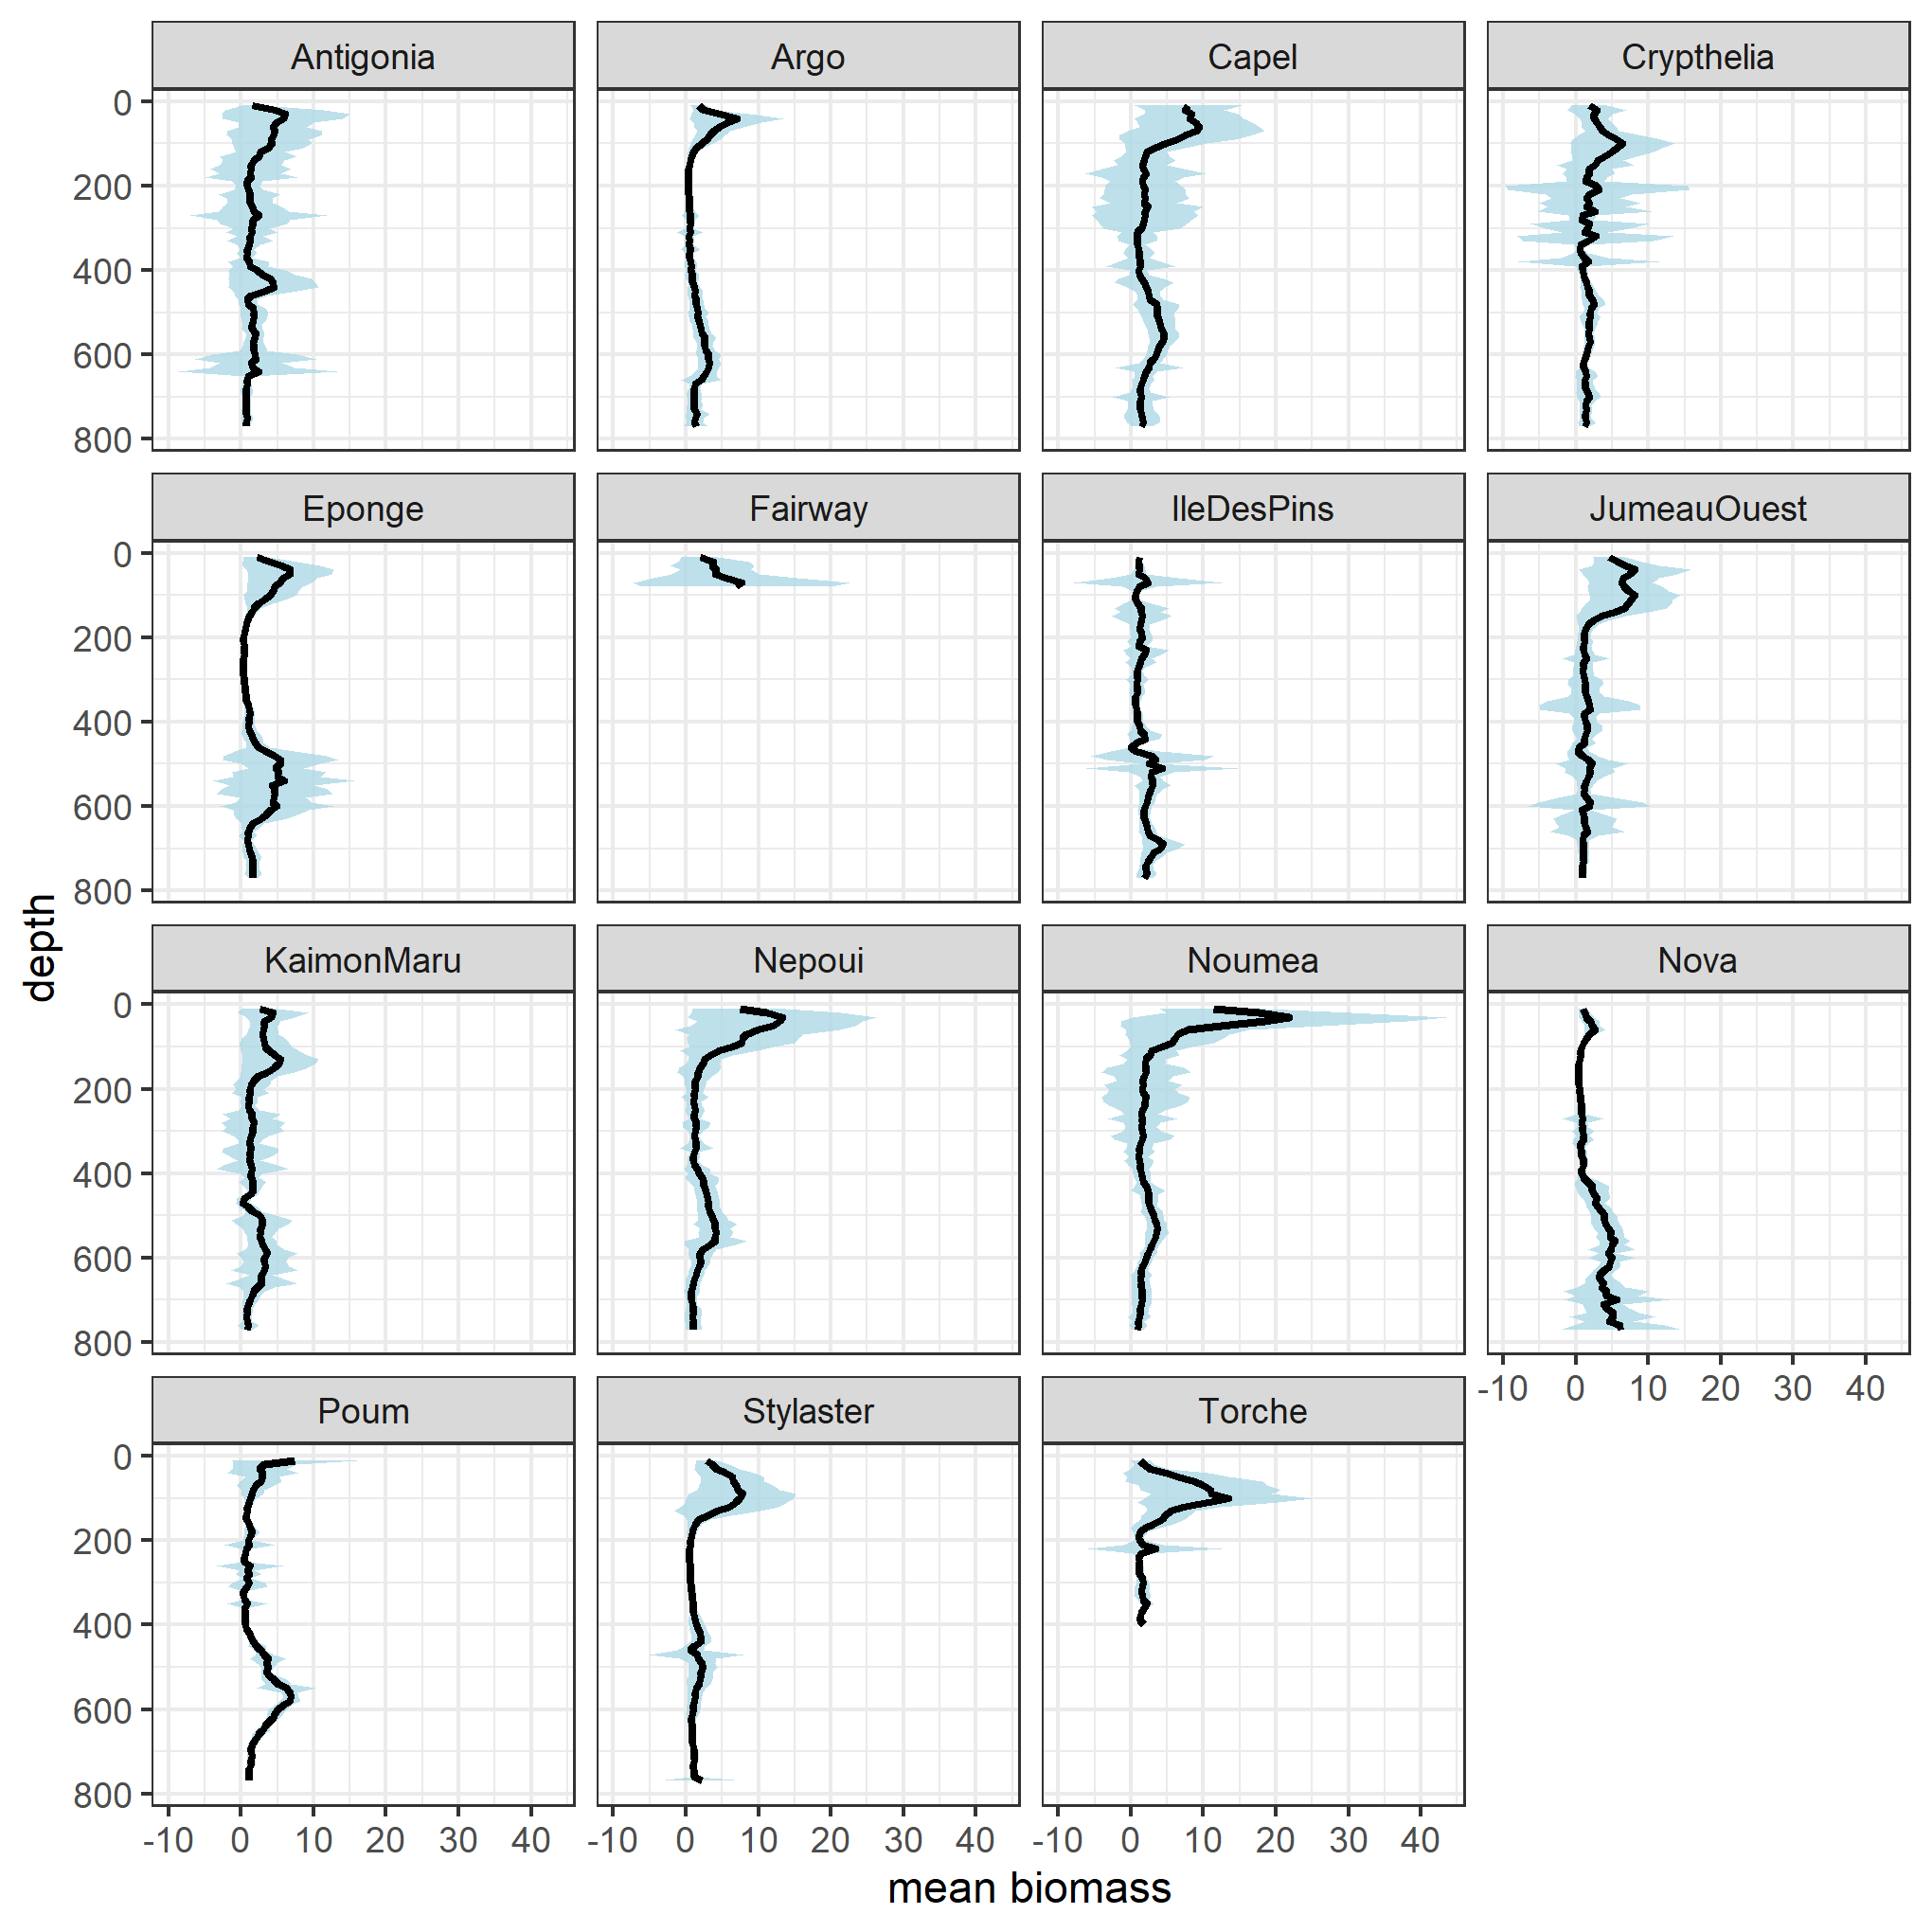 Antigonia Argo Capel Crypthelia
0
200
400
600
800
Eponge Fairway IleDesPins JumeauOuest
0
200
400
600
800
depth
KaimonMaru Nepoui Noumea Nova
0
200
400
600
800
-10 0 10 20 30 40
Poum Stylaster Torche
0
200
400
600
800
-10 0 10 20 30 40 -10 0 10 20 30 40 -10 0 10 20 30 40
mean biomass